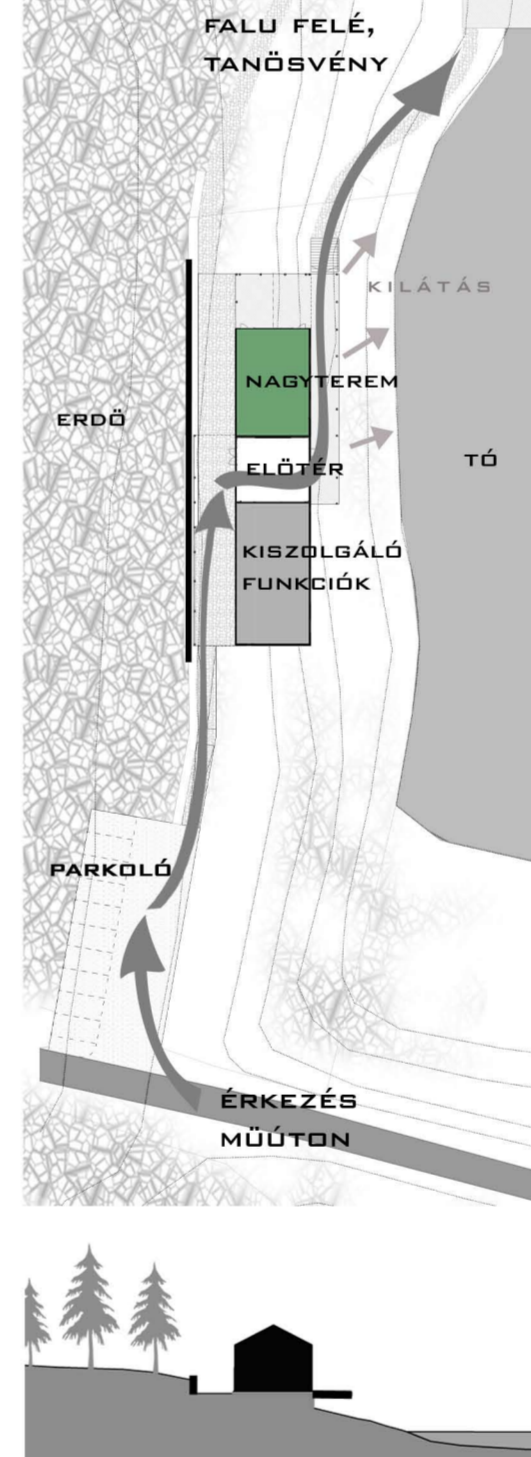 FALU FELÉ,
TANÖSVÉNY
KILÁTÁS
NAGYTEREM
ERDÖ
TÓ
ELÖTÉR
KISZOLGÁLÓ
FUNKCIÓK
PARKOLÓ
ÉRKEZÉS
MÜÚTON